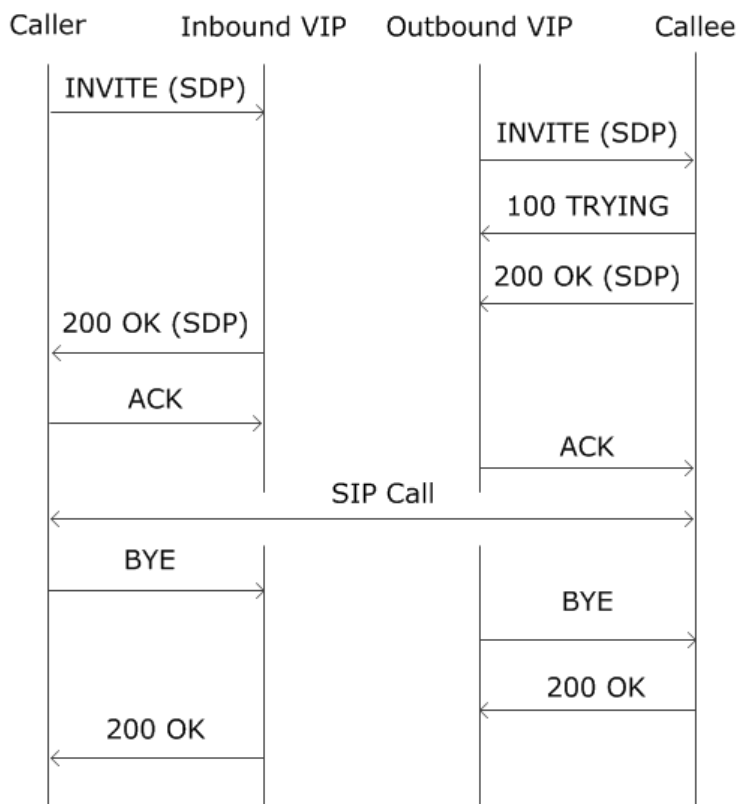 Caller Inbound VIP Outbound VIP Callee
INVITE (SDP)
INVITE (SDP)
100 TRYING
200 OK (SDP)
200 OK (SDP)
ACK
ACK
SIP Call
BYE
BYE
200 OK
200 OK